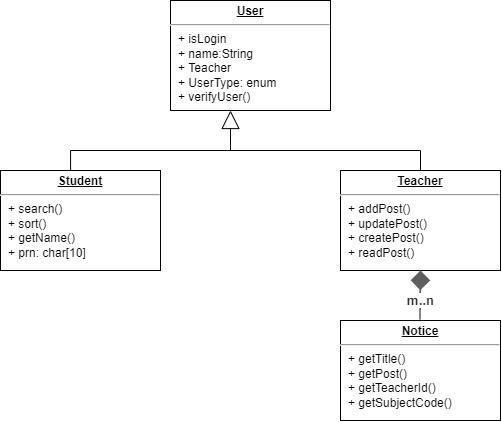 User
+ isLogin
+ name:String
+ Teacher
+ UserType: enum
+ verifyUser()
Student
+ search()
+ sort()
+ getName()
+ prn: char[10]
Teacher
+ addPost()
+ updatePost()
+ createPost()
+ readPost()
m..n
Notice
+ getTitle()
+ getPost()
+ getTeacherId()
+ getSubjectCode()